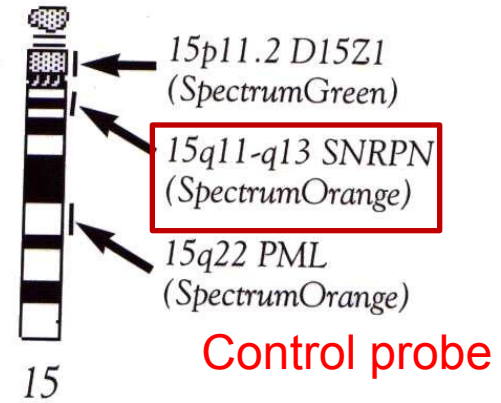 15p11.2 D15Z1
(SpectrumGreen)
15q11-q13 SNRPN
(SpectrumOrange)
15q22 PML
(SpectrumOrange)
Control probe
15